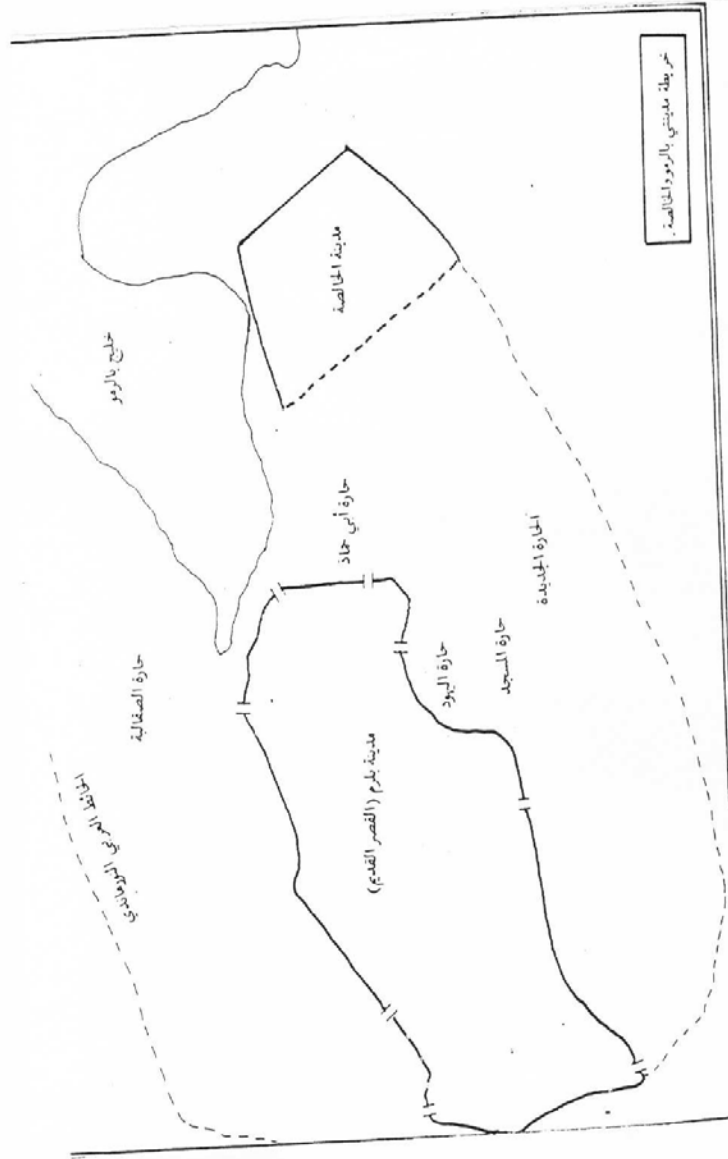 خريطة مدينتي بالرمو والخالصة.
خليج بالرمو
مدينة الخالصة
حارة أبي حماز
الحارة الجديدة
حارة المسجد
حارة اليهود
حارة الصقالبة
مدينة بلرم (القصر القديم)
الحائط العربي النورماندي